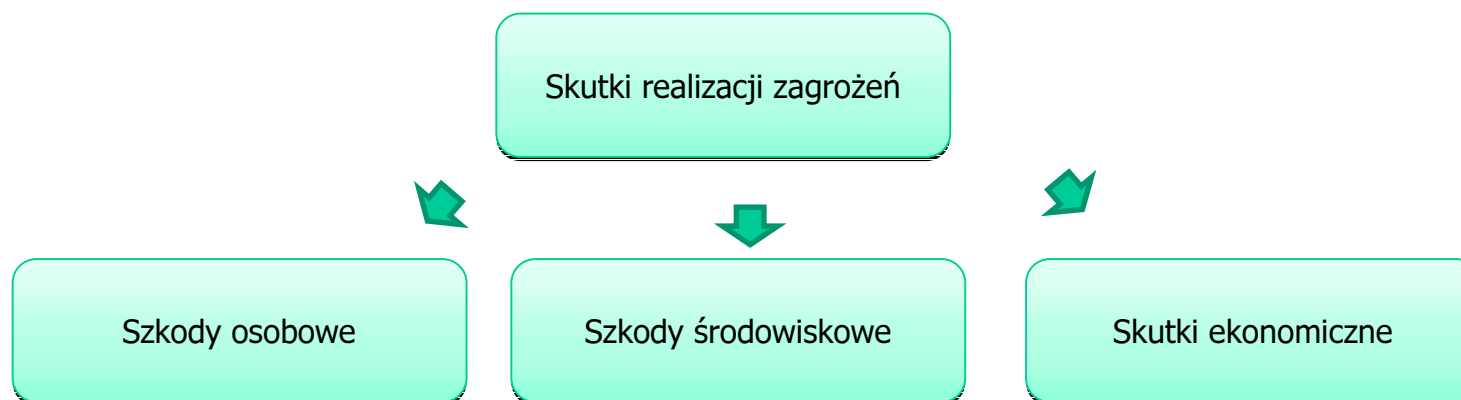 Skutki realizacji zagrożeń
Szkody osobowe
Szkody środowiskowe
Skutki ekonomiczne